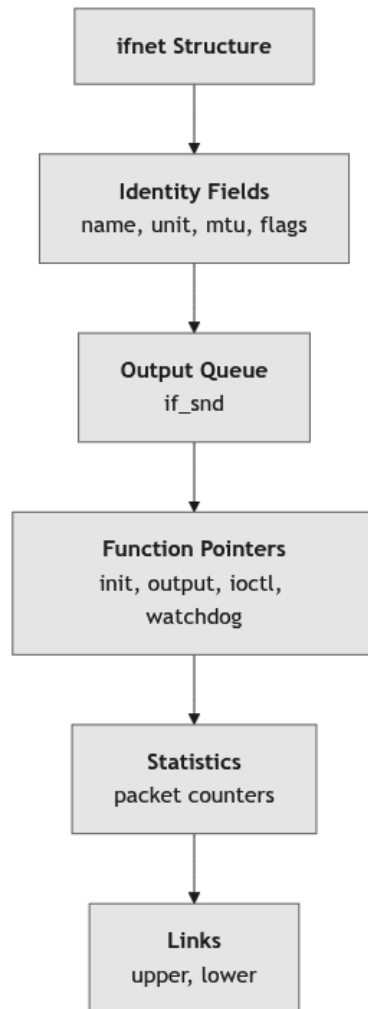 ifnet Structure
Identity Fields
name, unit, mtu, flags
Output Queue
if_snd
Function Pointers
init, output, ioctl,
watchdog
Statistics
packet counters
Links
upper, lower